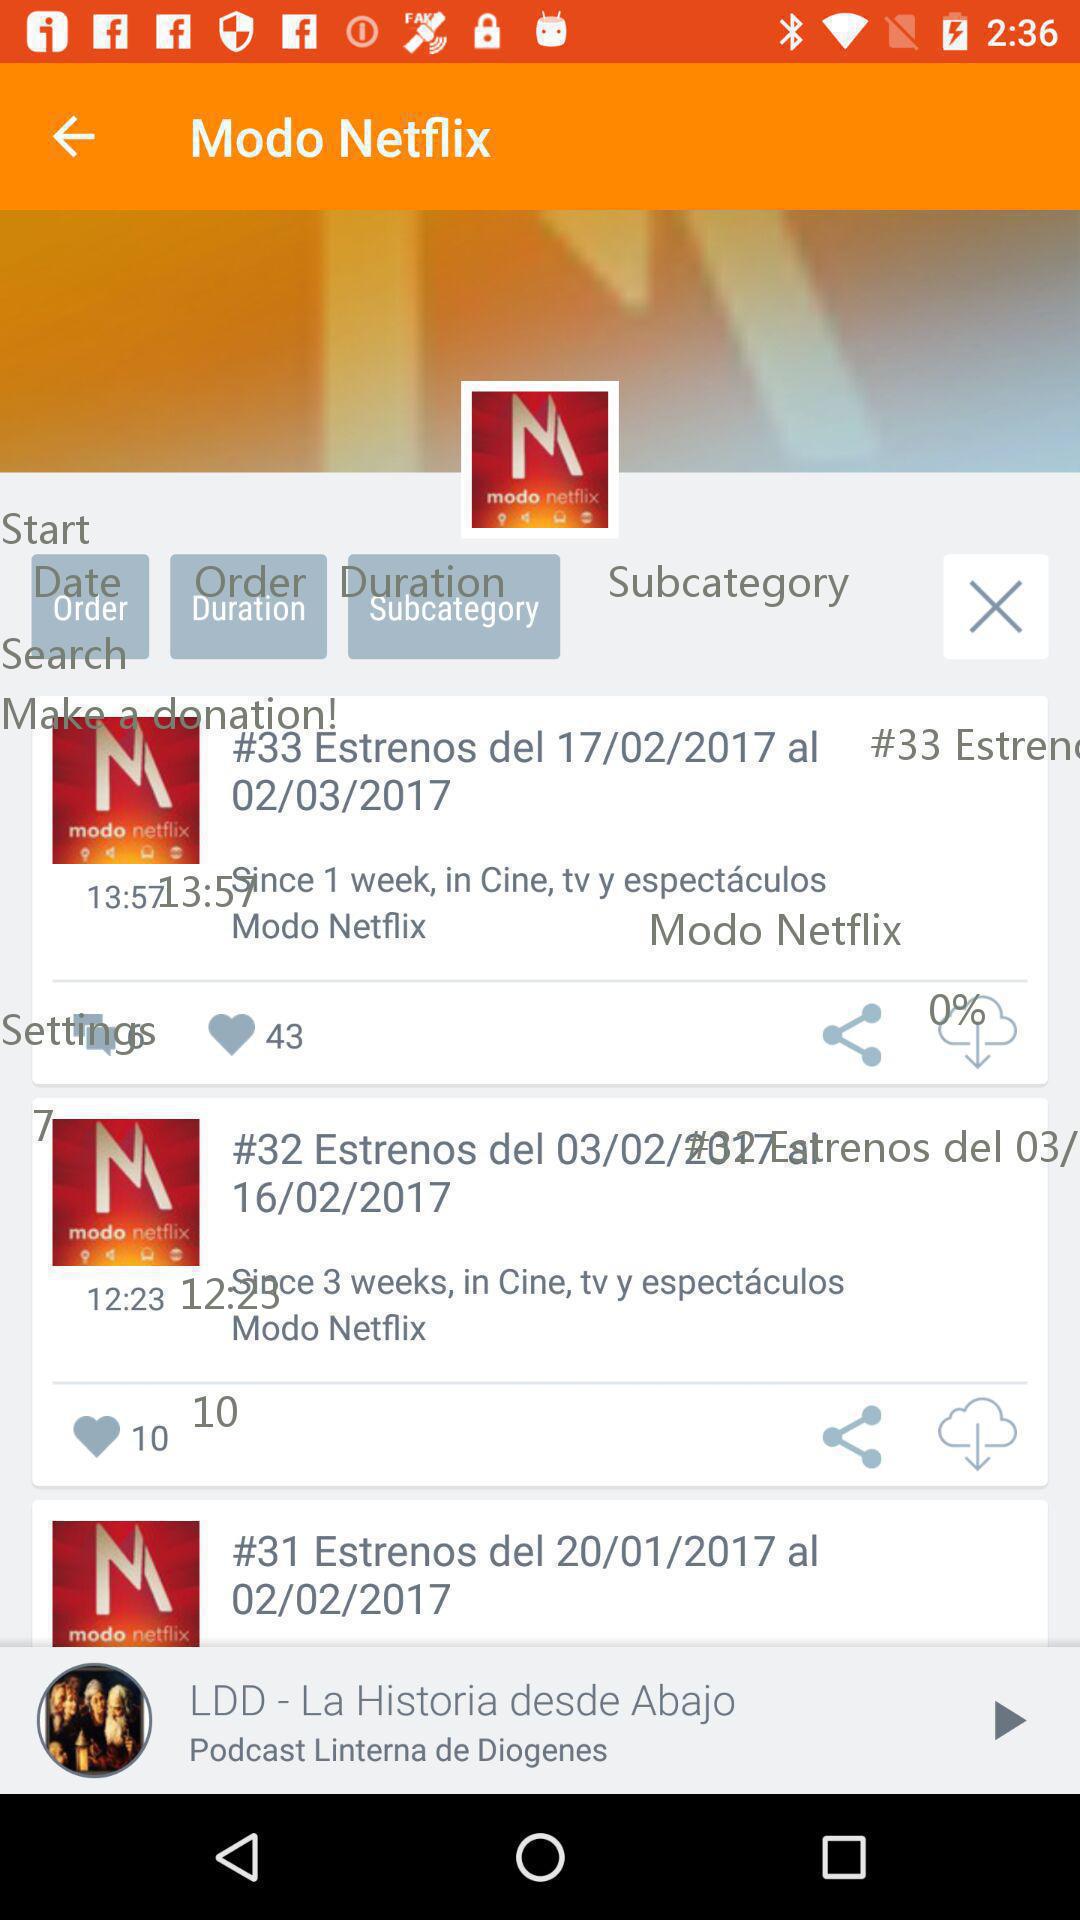 FAKE
2:36
Modo Netflix
modo netflix
Start
Date Order Duration Subcategory
Order Duration Subcategory
Search
Make a donation!
#33 Estrenos del 17/02/2017 al
#33 Estreno
02/03/2017
modo netflix
Since 1 week, in Cine, tv y espectáculos
13:57
13:57
Modo Netflix
Modo Netflix
0%
Settings
6
43
7
#32 Estrenos del 03/02/2017 al
#32 Estrenos del 03/
16/02/2017
modo netflix
Since 3 weeks, in Cine, tv y espectáculos
12:23
12:23
Modo Netflix
10
10
#31 Estrenos del 20/01/2017 al
02/02/2017
modo netflix
LDD - La Historia desde Abajo
Podcast Linterna de Diogenes